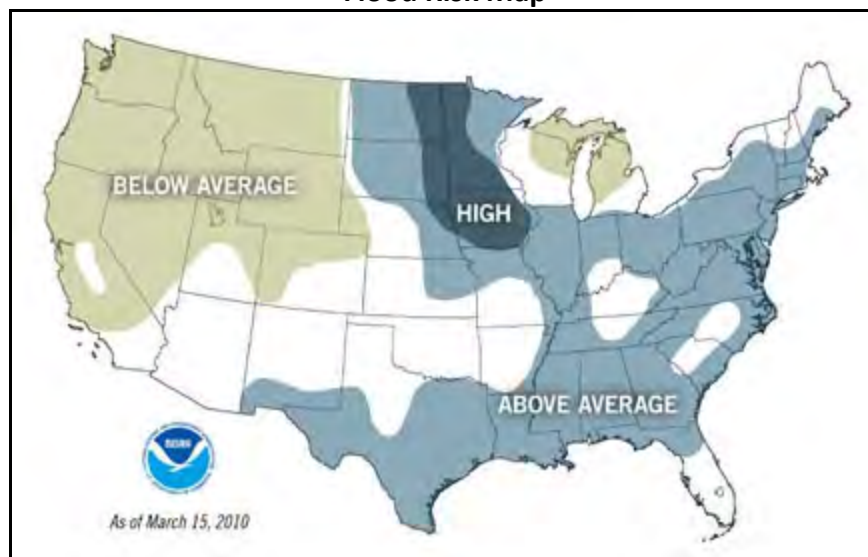 Flood Risk Map
BELOW AVERAGE
HIGH
ABOVE AVERAGE
NOAA
As of March 15, 2010